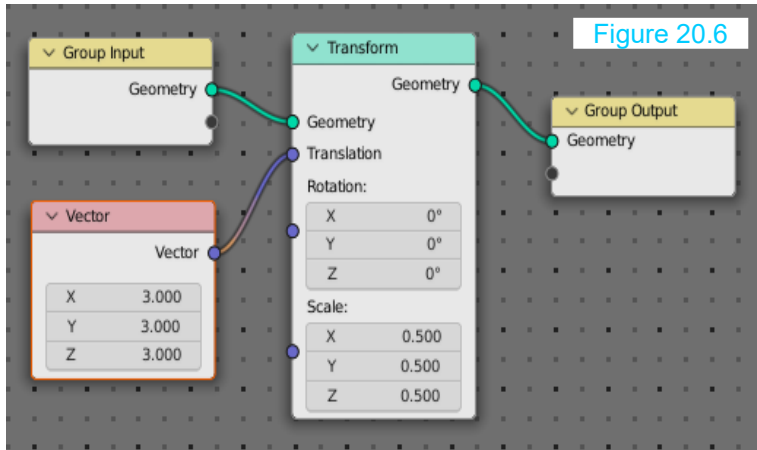 Figure 20.6
Group Input
Geometry
Transform
Geometry
Geometry
Translation
Rotation:
X 0°
Y 0°
Z 0°
Scale:
X 0.500
Y 0.500
Z 0.500
Group Output
Geometry
Vector
Vector
X 3.000
Y 3.000
Z 3.000